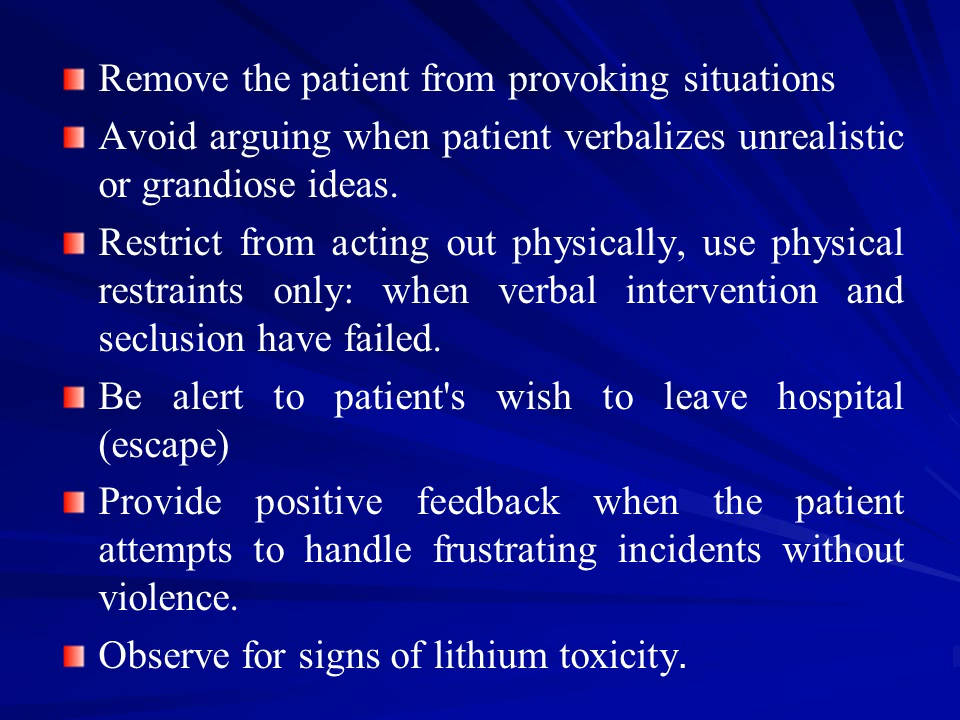 Remove the patient from provoking situations
Avoid arguing when patient verbalizes unrealistic
or grandiose ideas.
Restrict from acting out physically, use physical
restraints only: when verbal intervention and
seclusion have failed.
Be alert to patient's wish to leave hospital
(escape)
Provide positive feedback when the patient
attempts to handle frustrating incidents without
violence.
Observe for signs of lithium toxicity.